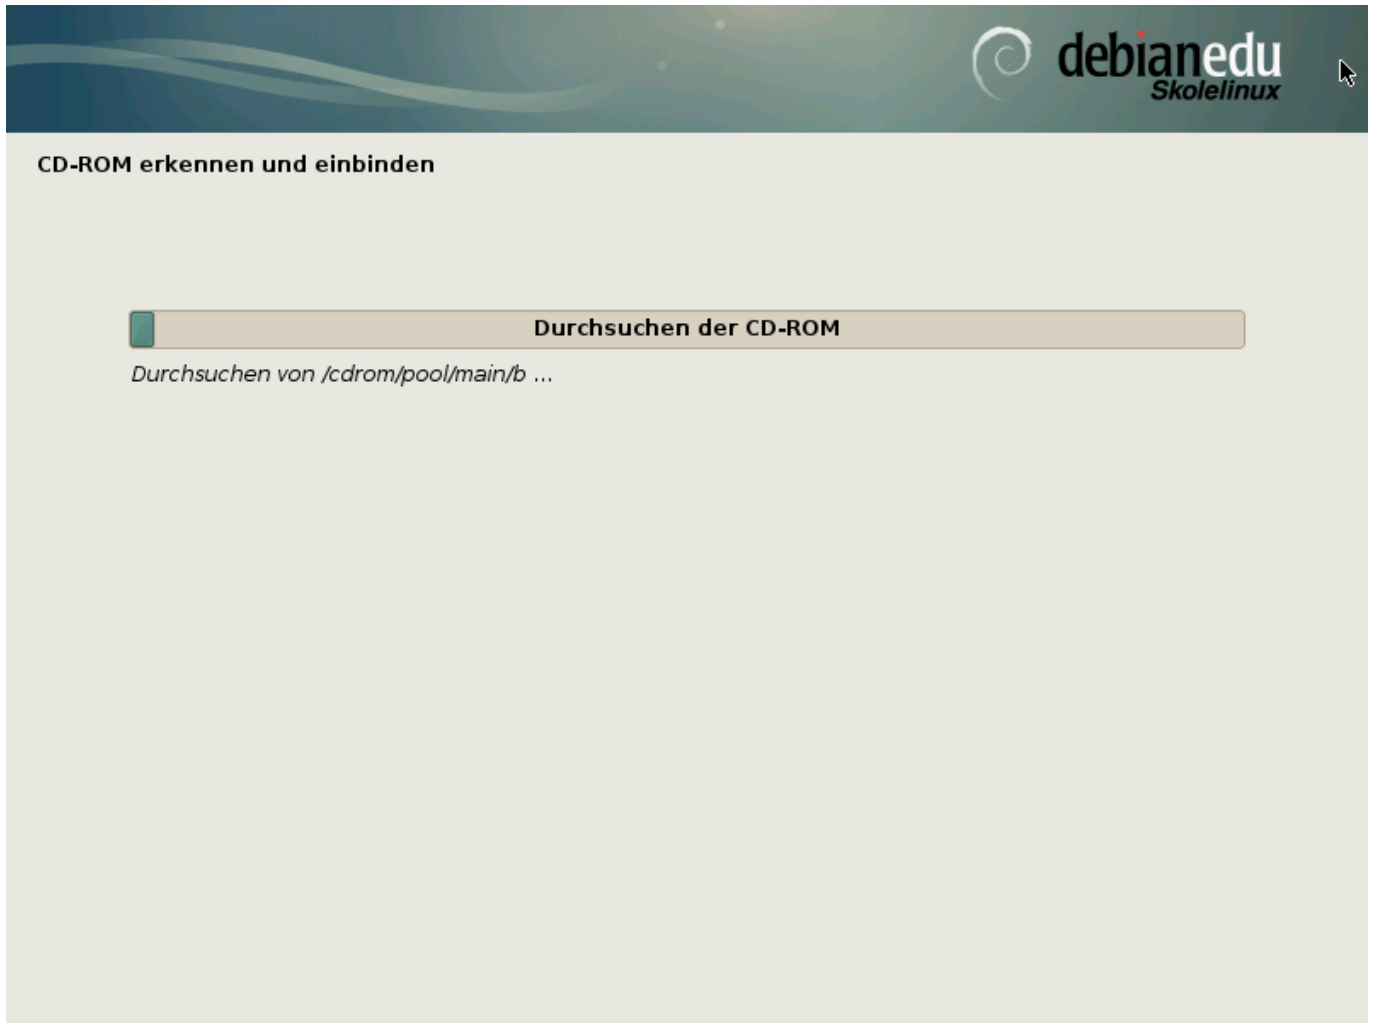 debianedu
Skolelinux
CD-ROM erkennen und einbinden
Durchsuchen der CD-ROM
Durchsuchen von /cdrom/pool/main/b ...